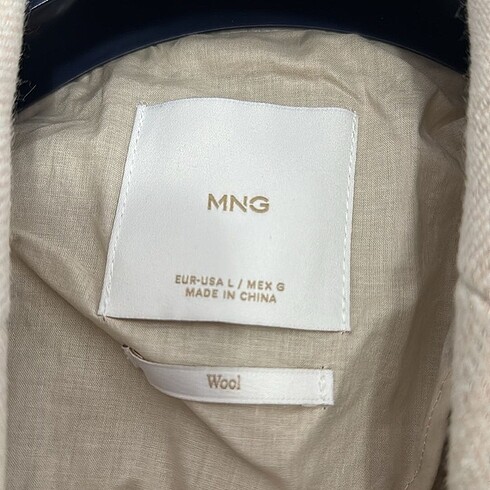 MNG
EUR-USA L / MEX G
MADE IN CHINA
Wool